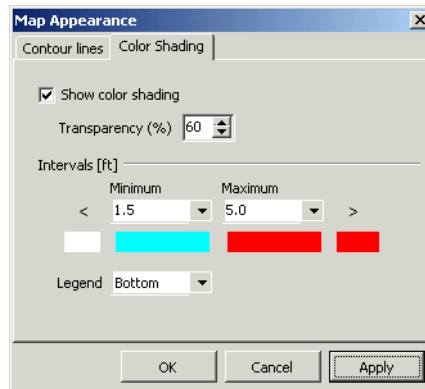 Map Appearance
Contour lines Color Shading
Show color shading
Transparency (%) 60
Intervals [ft]
Minimum Maximum
< 1.5 5.0 >
Legend Bottom
OK Cancel Apply